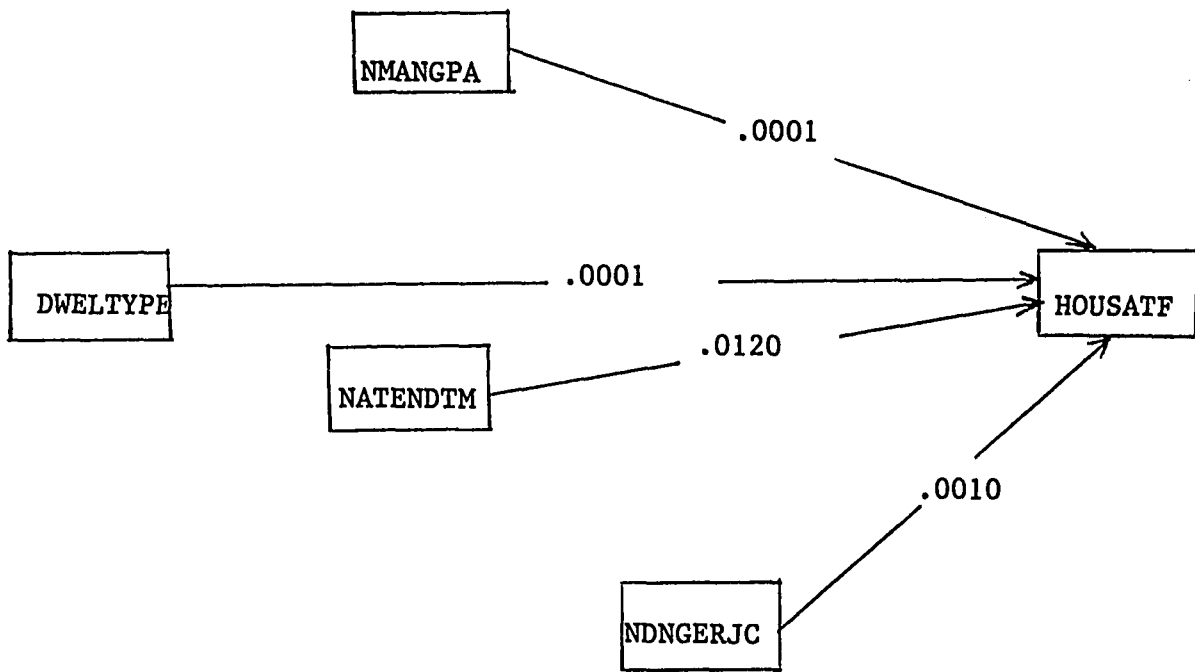 NMANGPA
.0001
DWELTYPE
.0001
HOUSATF
.0120
NATENDTM
.0010
NDNGERJC